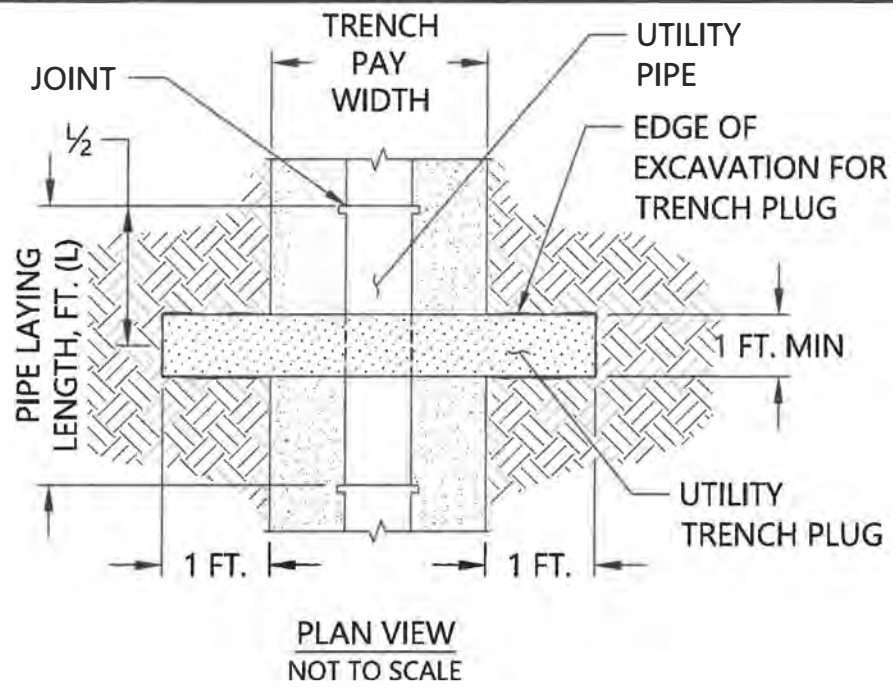 TRENCH
PAY
WIDTH
UTILITY
PIPE
JOINT
L/2
EDGE OF
EXCAVATION FOR
TRENCH PLUG
PIPE LAYING
LENGTH, FT. (L)
1 FT. MIN
UTILITY
TRENCH PLUG
1 FT.
1 FT.
PLAN VIEW
NOT TO SCALE